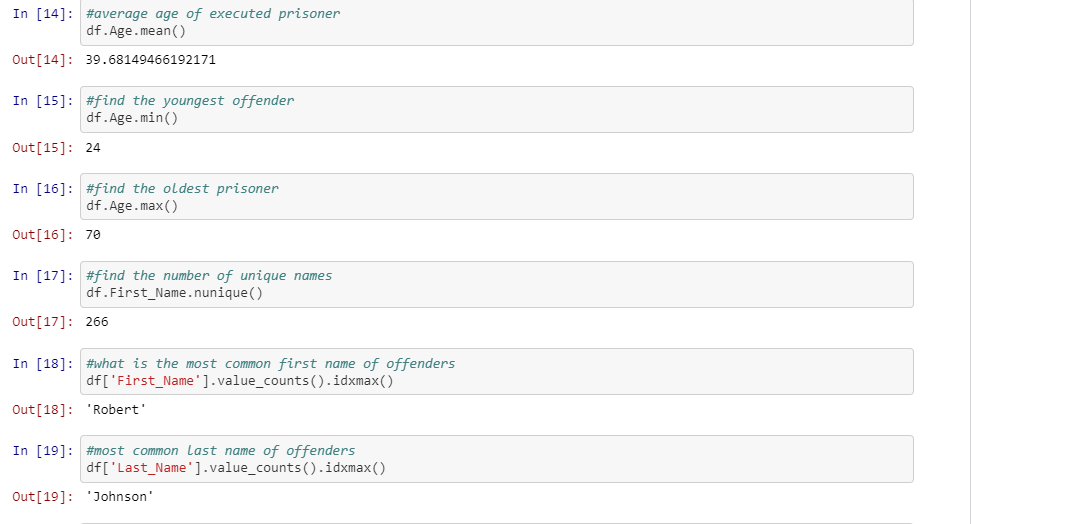 In [14]: #average age of executed prisoner
df.Age.mean()
Out[14]: 39.68149466192171
In [15]: #find the youngest offender
df.Age.min()
Out[15]: 24
In [16]: #find the oldest prisoner
df.Age.max()
Out[16]: 70
In [17]: #find the number of unique names
df.First_Name.nunique()
Out[17]: 266
In [18]: #what is the most common first name of offenders
df['First_Name'].value_counts().idxmax()
Out[18]: 'Robert'
In [19]: #most common last name of offenders
df['Last_Name'].value_counts().idxmax()
Out[19]: 'Johnson'